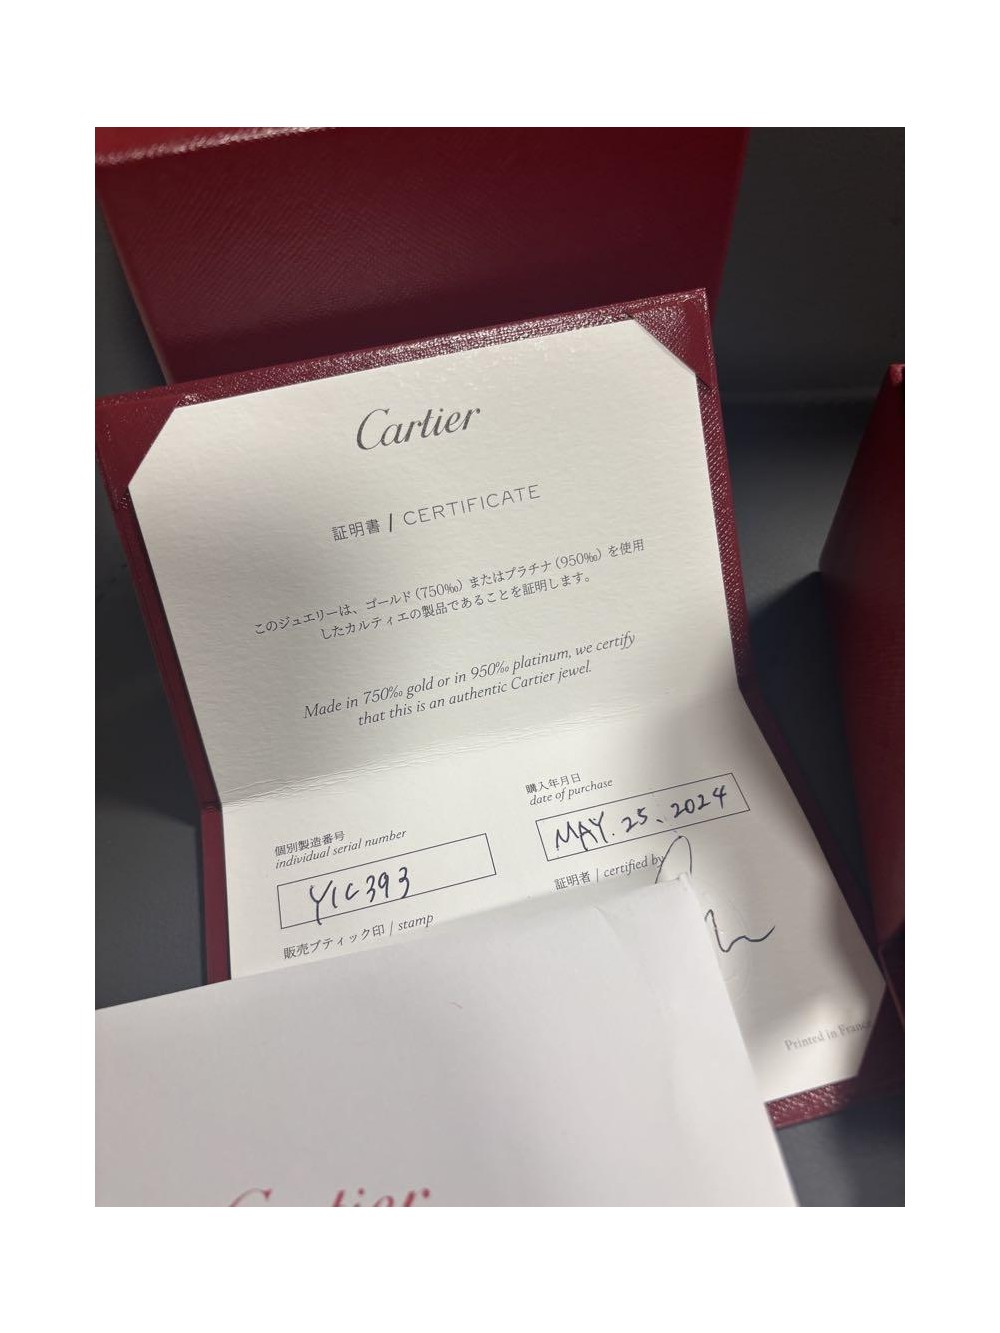 Cartier
証明書 / CERTIFICATE
このジュエリーは、ゴールド(750‰)またはプラチナ(950‰)を使用
したカルティエの製品であることを証明します。
Made in 750‰ gold or in 950‰ platinum, we certify
that this is an authentic Cartier jewel.
購入年月日
date of purchase
MAY. 25. 2024
個別製造番号
individual serial number
YIC393
証明者 | certified by
販売ブティック印 | stamp
Printed in France
Cartier